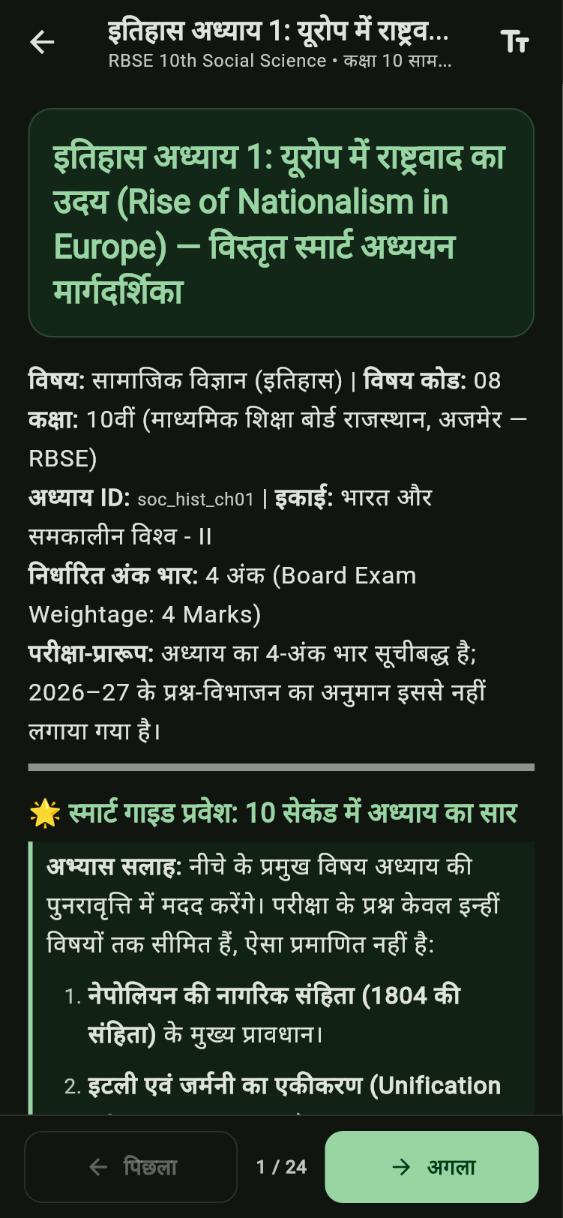 इतिहास अध्याय 1: यूरोप में राष्ट्रव...
RBSE 10th Social Science • कक्षा 10 साम...
इतिहास अध्याय 1: यूरोप में राष्ट्रवाद का
उदय (Rise of Nationalism in
Europe) — विस्तृत स्मार्ट अध्ययन
मार्गदर्शिका
विषय: सामाजिक विज्ञान (इतिहास) | विषय कोड: 08
कक्षा: 10वीं (माध्यमिक शिक्षा बोर्ड राजस्थान, अजमेर —
RBSE)
अध्याय ID: soc_hist_ch01 | इकाई: भारत और
समकालीन विश्व - II
निर्धारित अंक भार: 4 अंक (Board Exam
Weightage: 4 Marks)
परीक्षा-प्रारूप: अध्याय का 4-अंक भार सूचीबद्ध है;
2026–27 के प्रश्न-विभाजन का अनुमान इससे नहीं
लगाया गया है।
🌟 स्मार्ट गाइड प्रवेश: 10 सेकंड में अध्याय का सार
अभ्यास सलाह: नीचे के प्रमुख विषय अध्याय की
पुनरावृत्ति में मदद करेंगे। परीक्षा के प्रश्न केवल इन्हीं
विषयों तक सीमित हैं, ऐसा प्रमाणित नहीं है:
1. नेपोलियन की नागरिक संहिता (1804 की
संहिता) के मुख्य प्रावधान।
2. इटली एवं जर्मनी का एकीकरण (Unification
← पिछला 1 / 24 → अगला